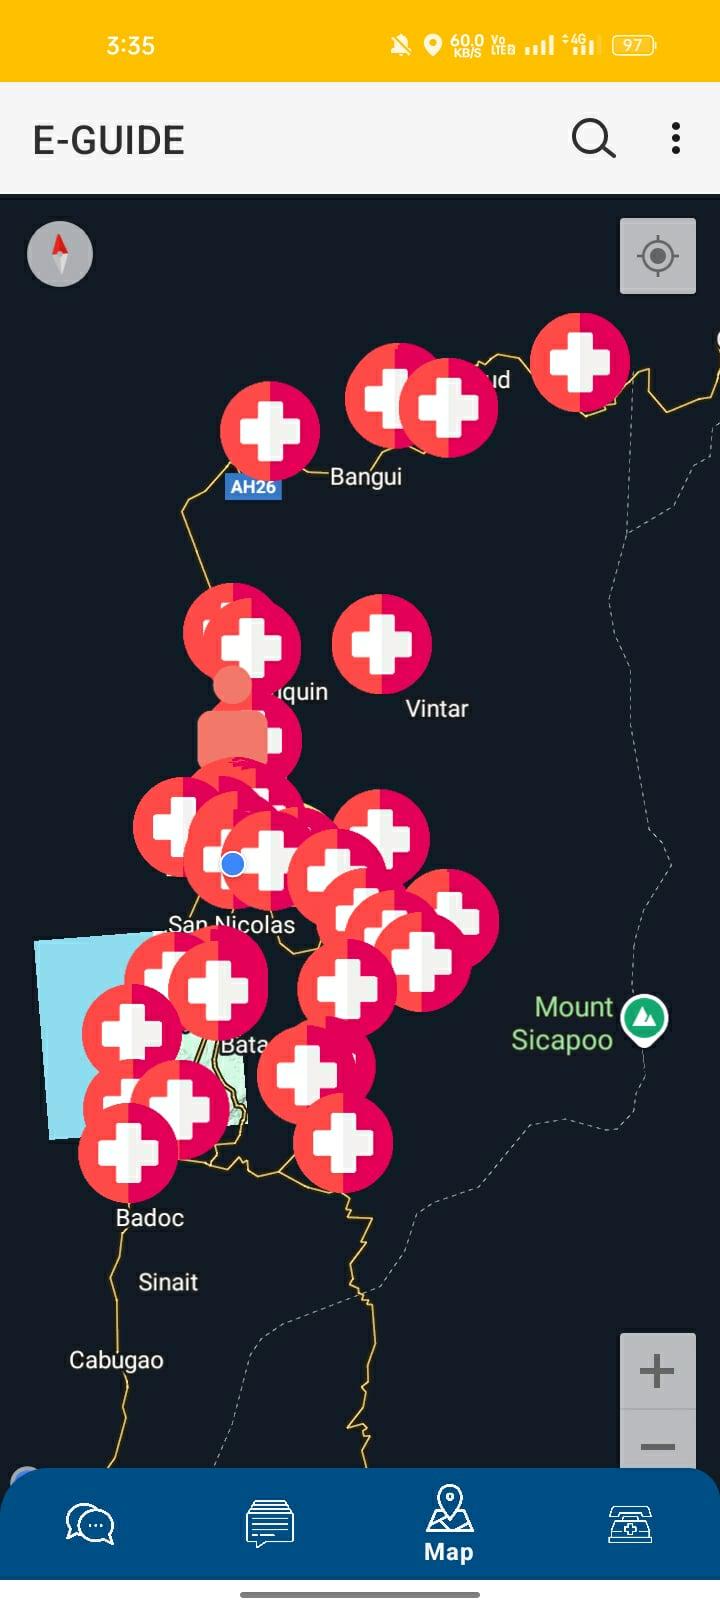 3:35
60.0
KB/S
Vo
LTE2
4G
97
E-GUIDE
ud
AH26
Bangui
quin
Vintar
San Nicolas
Bata
Mount
Sicapoo
Badoc
Sinait
Cabugao
Map